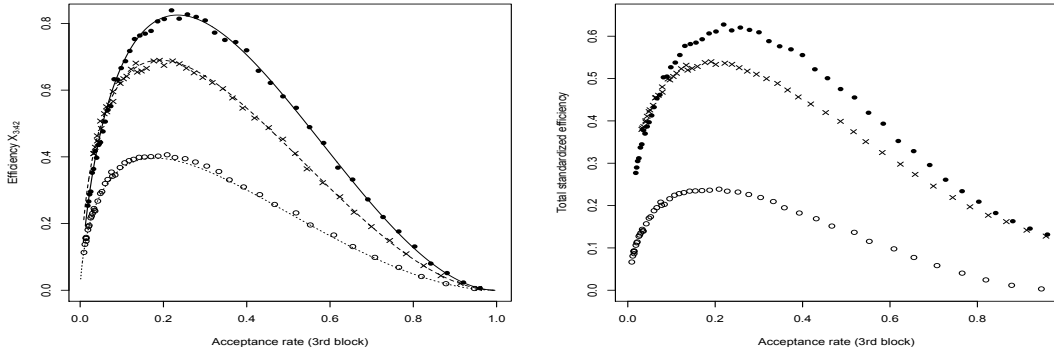 Efficiency X342
0.0 0.2 0.4 0.6 0.8
0.0 0.2 0.4 0.6 0.8 1.0
Acceptance rate (3rd block)
Total standardized efficiency
0.0 0.1 0.2 0.3 0.4 0.5 0.6
0.0 0.2 0.4 0.6 0.8
Acceptance rate (3rd block)